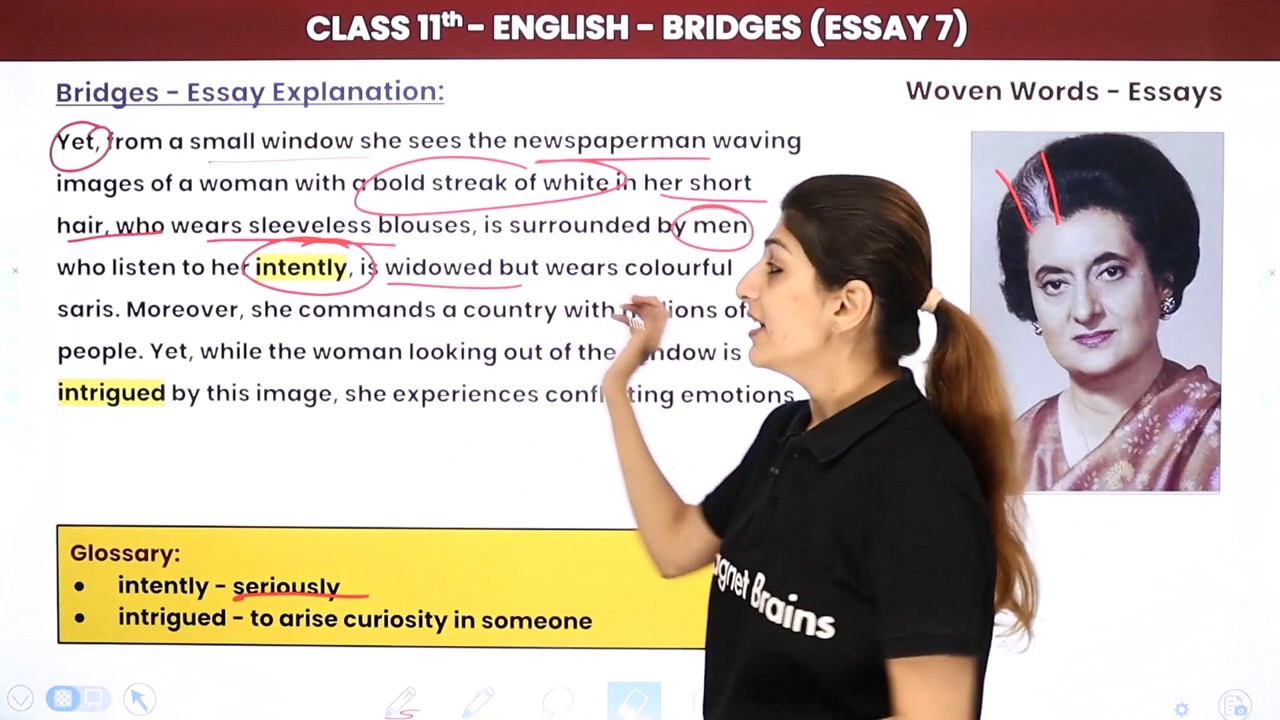 CLASS 11th - ENGLISH - BRIDGES (ESSAY 7)
Bridges - Essay Explanation:
Woven Words - Essays
Yet, from a small window she sees the newspaperman waving
images of a woman with a bold streak of white in her short
hair, who wears sleeveless blouses, is surrounded by men
who listen to her intently, is widowed but wears colourful
saris. Moreover, she commands a country with of
people. Yet, while the woman looking out of the is
intrigued by this image, she experiences emotions
Glossary:
• intently - seriously
• intrigued - to arise curiosity in someone
Brains